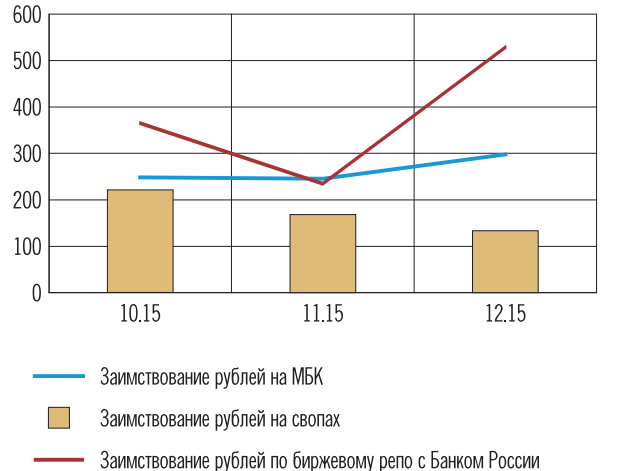 600
500
400
300
200
100
0
10.15 11.15 12.15
Заимствование рублей на МБК
Заимствование рублей на свопах
Заимствование рублей по биржевому репо с Банком России